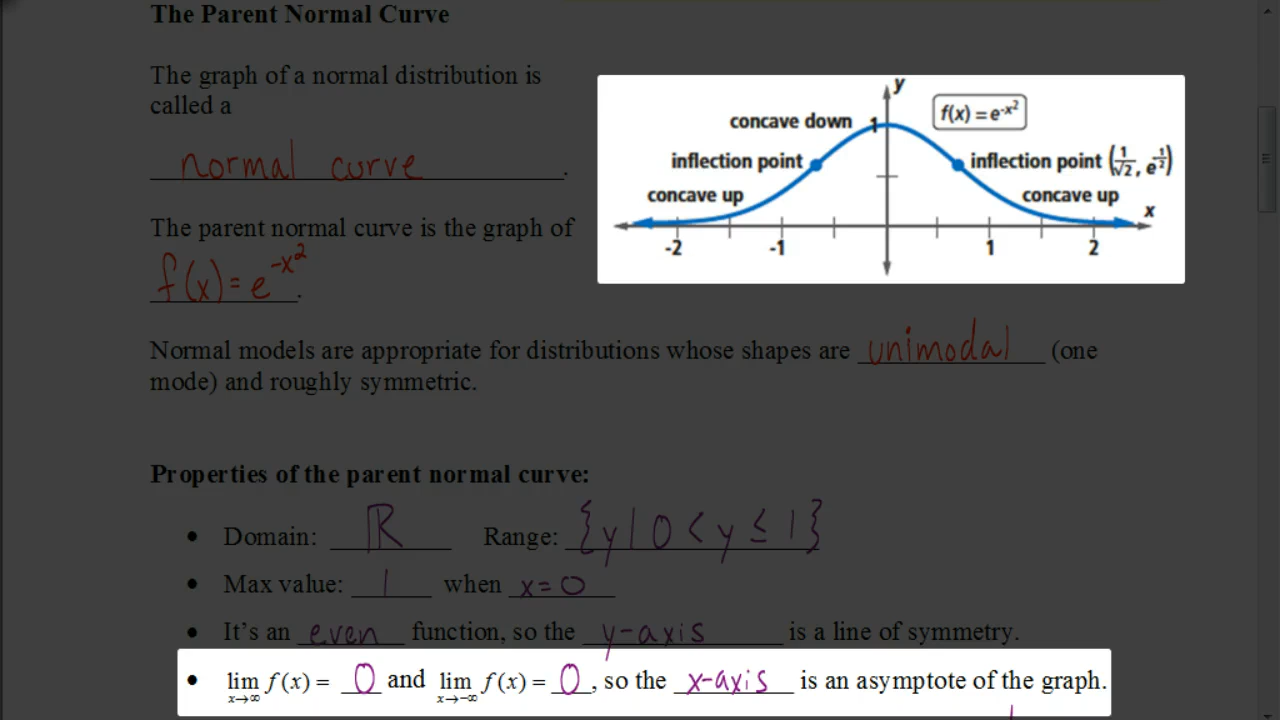 The Parent Normal Curve
The graph of a normal distribution is
called a
normal curve.
The parent normal curve is the graph of
f(x) = e^{-x^2}.
y
f(x) = e^{-x^2}
concave down
1
inflection point
inflection point (1/√2, e^{-1/2})
concave up
concave up
x
-2 -1 1 2
Normal models are appropriate for distributions whose shapes are unimodal (one
mode) and roughly symmetric.
Properties of the parent normal curve:
• Domain: ℝ Range: {y | 0 < y ≤ 1}
• Max value: 1 when x = 0
• It's an even function, so the y-axis is a line of symmetry.
• lim x→∞ f(x) = 0 and lim x→-∞ f(x) = 0, so the x-axis is an asymptote of the graph.